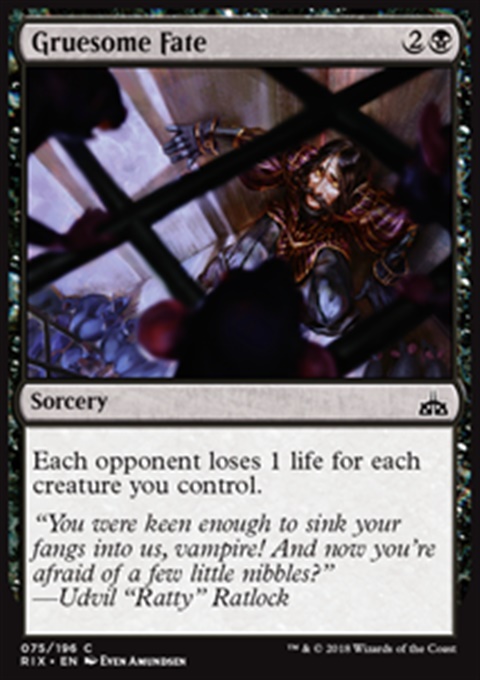 Gruesome Fate 2
Sorcery
Each opponent loses 1 life for each
creature you control.
“You were keen enough to sink your
fangs into us, vampire! And now you’re
afraid of a few little nibbles?”
—Udvil “Ratty” Ratlock
075/196 C
RIX • EN Even Amundsen
™ & © 2018 Wizards of the Coast